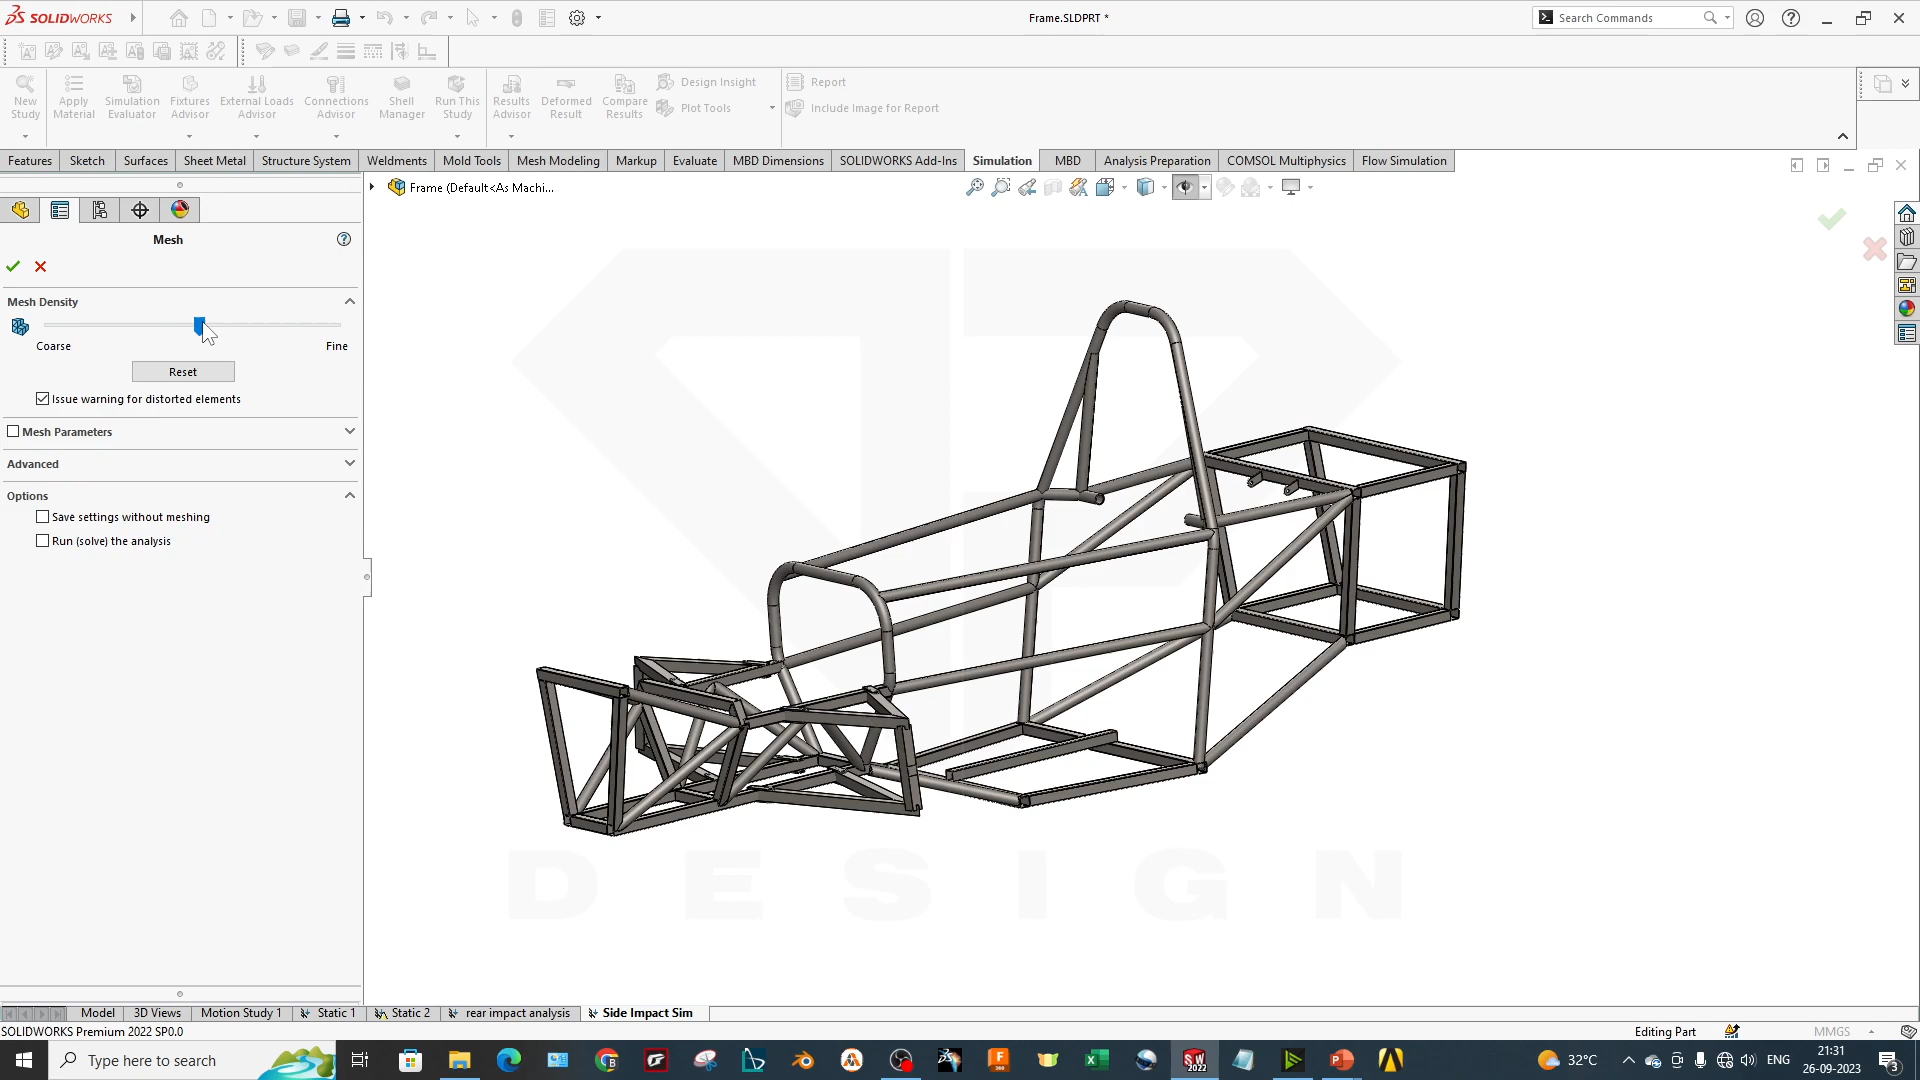 SOLIDWORKS
Frame.SLDPRT *
Search Commands
New Study
Apply Material
Simulation Evaluator
Fixtures Advisor
External Loads Advisor
Connections Advisor
Shell Manager
Run This Study
Results Advisor
Deformed Result
Compare Results
Design Insight
Plot Tools
Report
Include Image for Report
Features Sketch Surfaces Sheet Metal Structure System Weldments Mold Tools Mesh Modeling Markup Evaluate MBD Dimensions SOLIDWORKS Add-Ins Simulation MBD Analysis Preparation COMSOL Multiphysics Flow Simulation
Frame (Default<As Machi...
Mesh
Mesh Density
Coarse Fine
Reset
Issue warning for distorted elements
Mesh Parameters
Advanced
Options
Save settings without meshing
Run (solve) the analysis
DESIGN
Model 3D Views Motion Study 1 Static 1 Static 2 rear impact analysis Side Impact Sim
SOLIDWORKS Premium 2022 SP0.0
Editing Part
MMGS
Type here to search
SW 2022
32°C
ENG
21:31
26-09-2023
3